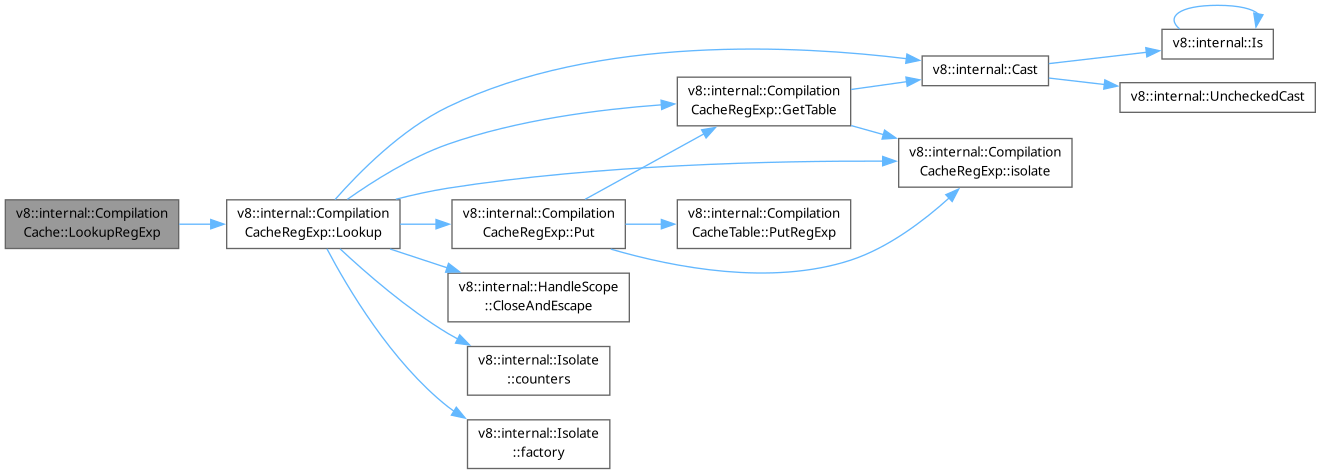 v8::internal::Is
v8::internal::Cast
v8::internal::UncheckedCast
v8::internal::Compilation
CacheRegExp::GetTable
v8::internal::Compilation
CacheRegExp::isolate
v8::internal::Compilation
Cache::LookupRegExp
v8::internal::Compilation
CacheRegExp::Lookup
v8::internal::Compilation
CacheRegExp::Put
v8::internal::Compilation
CacheTable::PutRegExp
v8::internal::HandleScope
::CloseAndEscape
v8::internal::Isolate
::counters
v8::internal::Isolate
::factory